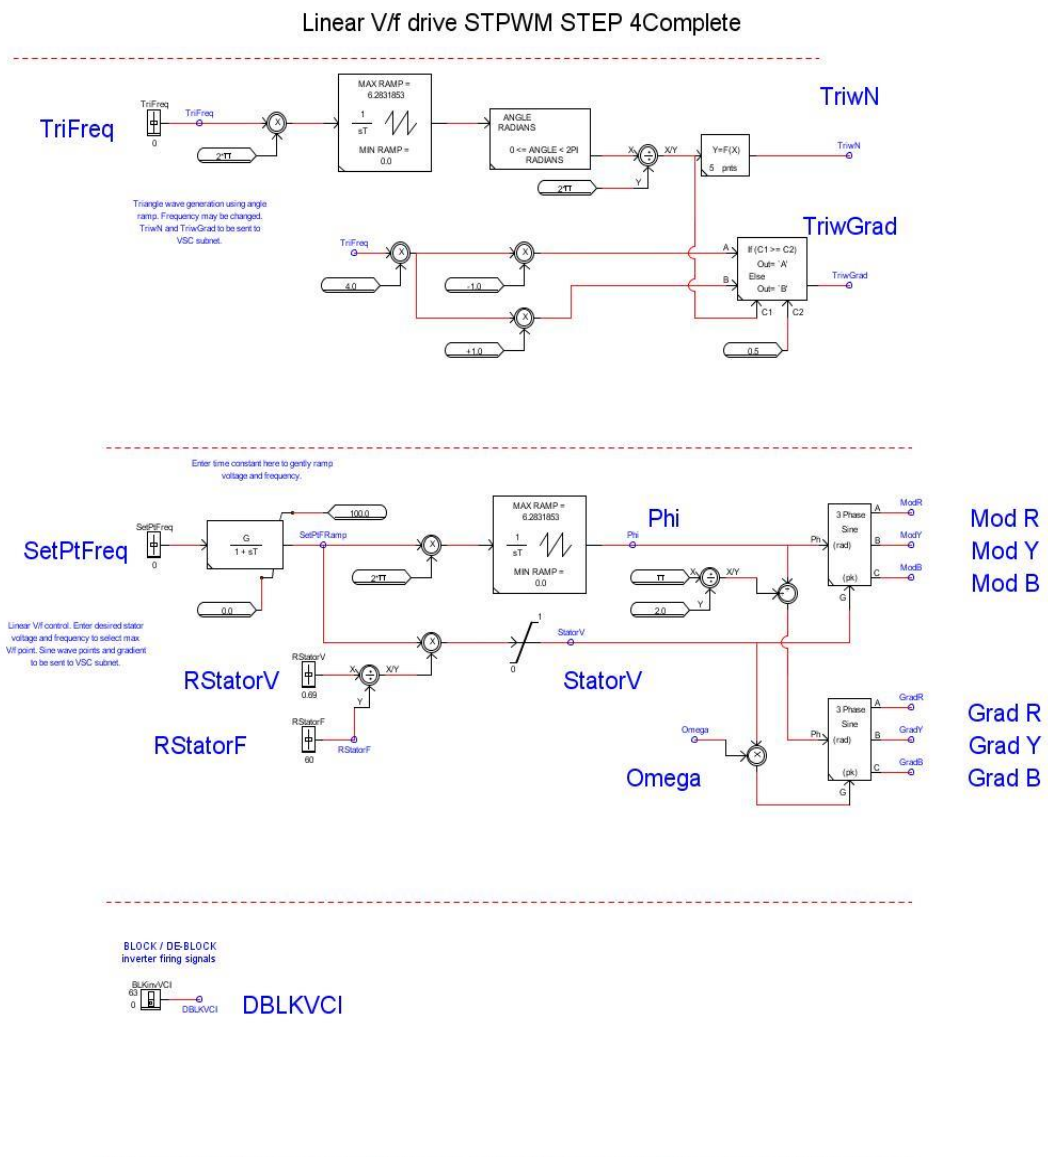 Linear V/f drive STPWM STEP 4Complete
TriFreq
TriFreq
0
TriFreq
X
2*π
MAX RAMP =
6.2831853
1
sT
MIN RAMP =
0.0
ANGLE
RADIANS
0 <= ANGLE < 2PI
RADIANS
X
÷
X/Y
Y
2*π
Y=F(X)
5 pnts
TriwN
TriwN
Triangle wave generation using angle
ramp. Frequency may be changed.
TriwN and TriwGrad to be sent to
VSC subnet.
TriFreq
X
4.0
X
-1.0
X
+1.0
TriwGrad
A
B
If (C1 >= C2)
Out= `A'
Else
Out= `B'
C1
C2
0.5
TriwGrad
Enter time constant here to gently ramp
voltage and frequency.
SetPtFreq
SetPtFreq
0
G
1 + sT
100.0
0.0
SetPtFRamp
X
2*π
MAX RAMP =
6.2831853
1
sT
MIN RAMP =
0.0
Phi
Phi
π
X
÷
X/Y
Y
2.0
Ph
3 Phase
Sine
(rad)
(pk)
G
A
B
C
ModR
ModY
ModB
Mod R
Mod Y
Mod B
Linear V/f control. Enter desired stator
voltage and frequency to select max
V/f point. Sine wave points and gradient
to be sent to VSC subnet.
RStatorV
RStatorV
0.69
X
÷
X/Y
Y
X
RStatorF
RStatorF
60
RStatorF
1
0
StatorV
StatorV
Omega
Omega
X
Ph
3 Phase
Sine
(rad)
(pk)
G
A
B
C
GradR
GradY
GradB
Grad R
Grad Y
Grad B
BLOCK / DE-BLOCK
inverter firing signals
BLKinvVCI
63
0
DBLKVCI
DBLKVCI